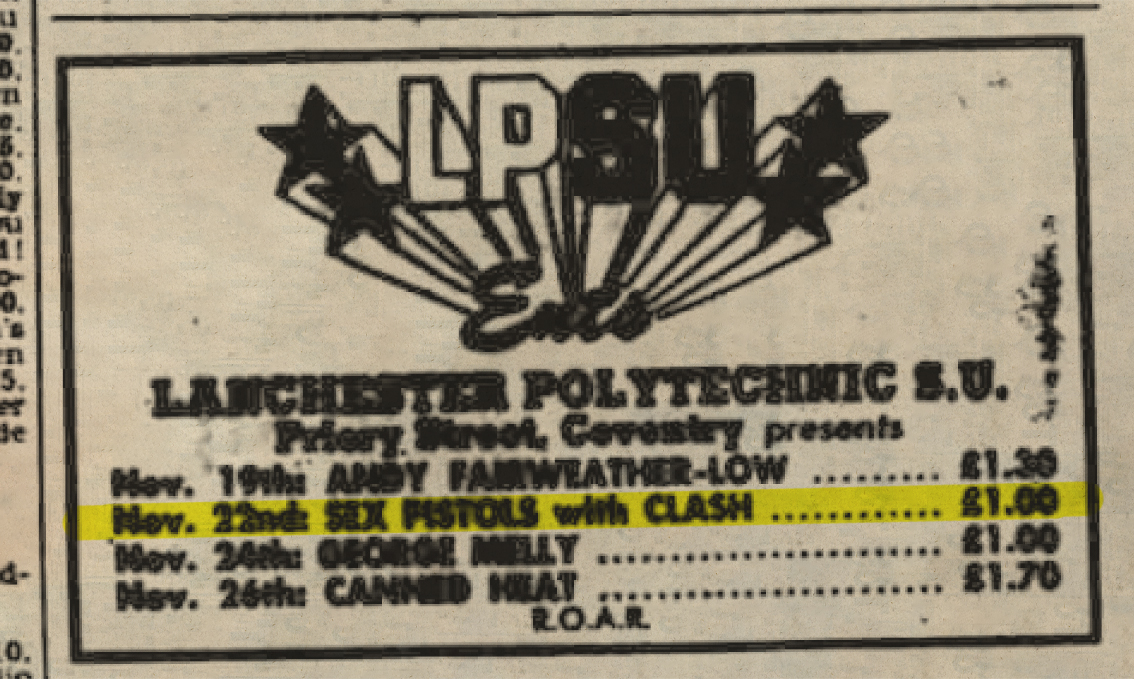 LPSU
Ents
LANCHESTER POLYTECHNIC S.U.
Priory Street, Coventry presents
Nov. 19th: ANDY FAIRWEATHER-LOW ........ £1.30
Nov. 22nd: SEX PISTOLS with CLASH ............ £1.00
Nov. 24th: GEORGE MELLY ........................ £1.00
Nov. 26th: CANNED HEAT ........................ £1.70
R.O.A.R.